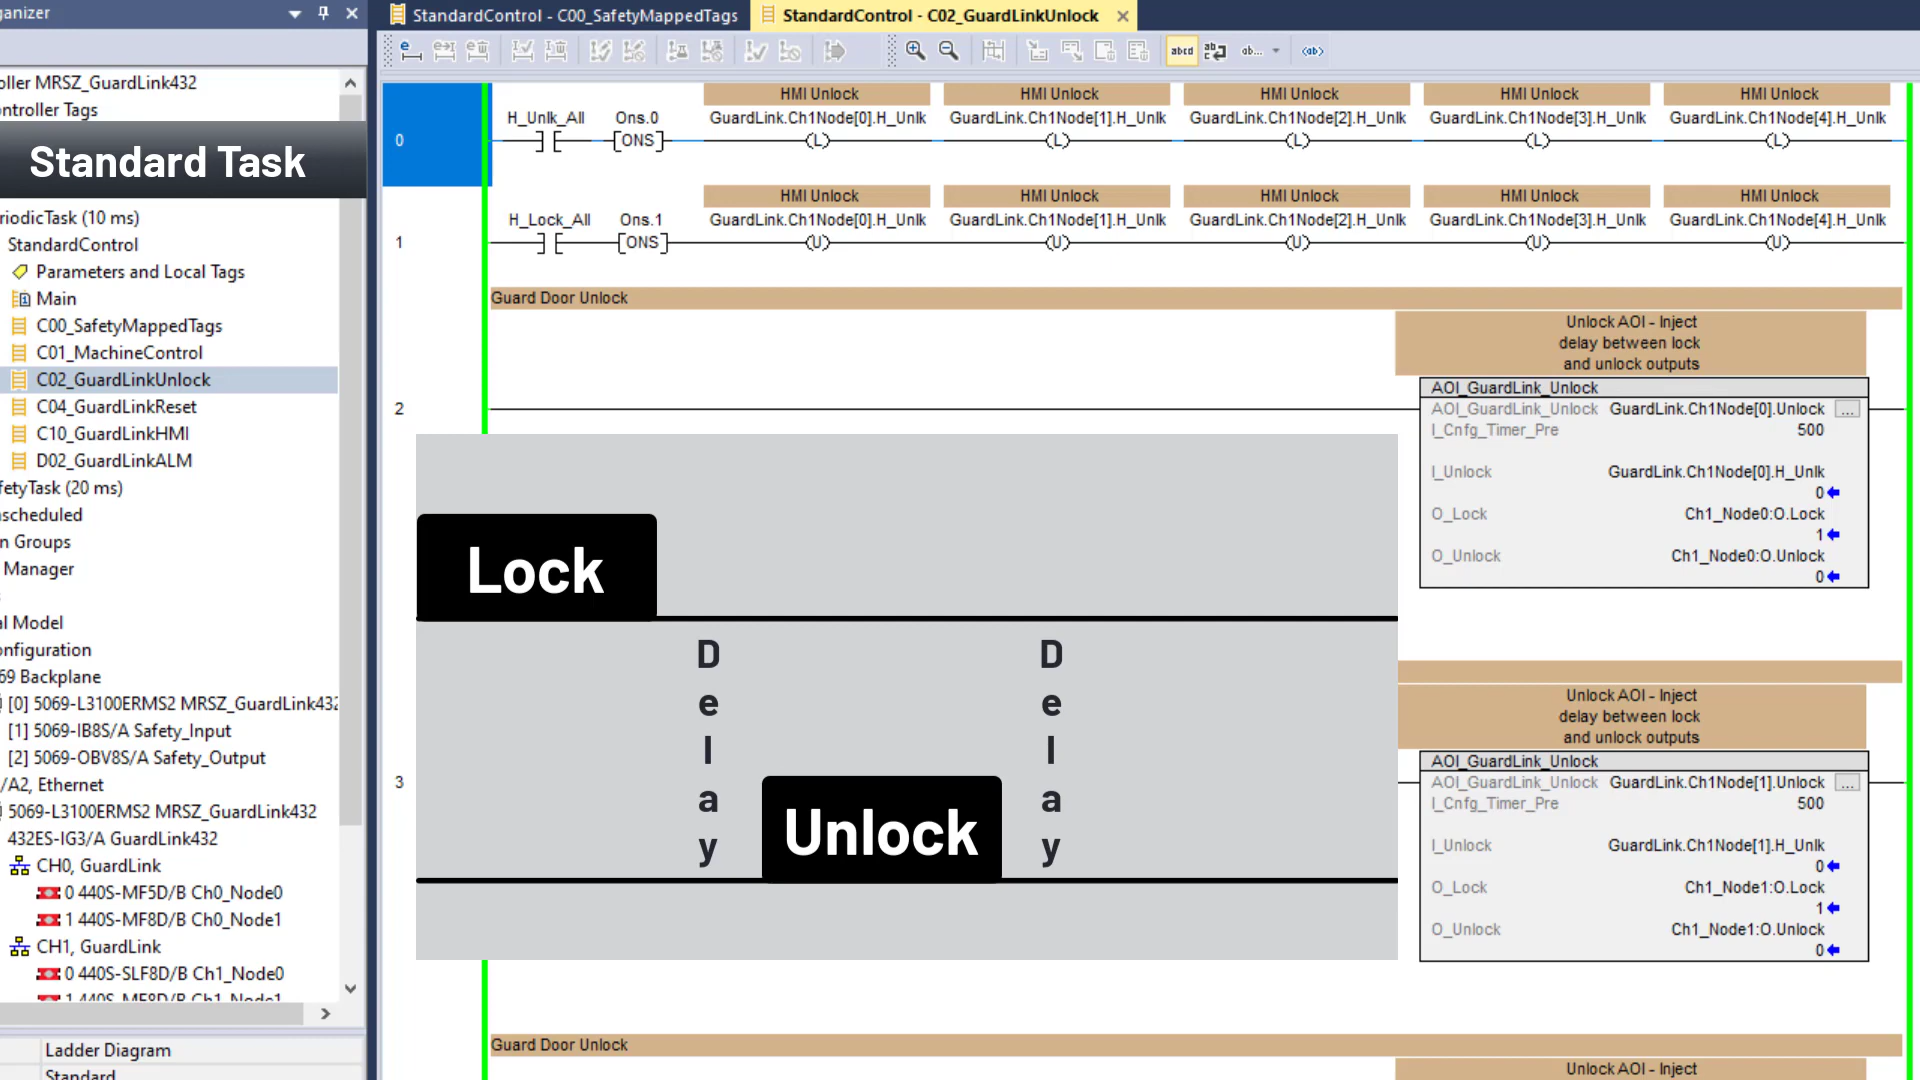 ganizer
StandardControl - C00_SafetyMappedTags
StandardControl - C02_GuardLinkUnlock
abcd
ab...
oller MRSZ_GuardLink432
ontroller Tags
Standard Task
riodicTask (10 ms)
StandardControl
Parameters and Local Tags
Main
C00_SafetyMappedTags
C01_MachineControl
C02_GuardLinkUnlock
C04_GuardLinkReset
C10_GuardLinkHMI
D02_GuardLinkALM
fetyTask (20 ms)
nscheduled
n Groups
Manager
al Model
onfiguration
69 Backplane
[0] 5069-L3100ERMS2 MRSZ_GuardLink432
[1] 5069-IB8S/A Safety_Input
[2] 5069-OBV8S/A Safety_Output
/A2, Ethernet
5069-L3100ERMS2 MRSZ_GuardLink432
432ES-IG3/A GuardLink432
CH0, GuardLink
0 440S-MF5D/B Ch0_Node0
1 440S-MF8D/B Ch0_Node1
CH1, GuardLink
0 440S-SLF8D/B Ch1_Node0
1 440S-MF8D/B Ch1_Node1
Ladder Diagram
Standard
0
H_Unlk_All
Ons.0
ONS
HMI Unlock HMI Unlock HMI Unlock HMI Unlock HMI Unlock
GuardLink.Ch1Node[0].H_Unlk GuardLink.Ch1Node[1].H_Unlk GuardLink.Ch1Node[2].H_Unlk GuardLink.Ch1Node[3].H_Unlk GuardLink.Ch1Node[4].H_Unlk
L L L L L
1
H_Lock_All
Ons.1
ONS
HMI Unlock HMI Unlock HMI Unlock HMI Unlock HMI Unlock
GuardLink.Ch1Node[0].H_Unlk GuardLink.Ch1Node[1].H_Unlk GuardLink.Ch1Node[2].H_Unlk GuardLink.Ch1Node[3].H_Unlk GuardLink.Ch1Node[4].H_Unlk
U U U U U
Guard Door Unlock
2
Unlock AOI - Inject
delay between lock
and unlock outputs
AOI_GuardLink_Unlock
AOI_GuardLink_Unlock GuardLink.Ch1Node[0].Unlock ...
I_Cnfg_Timer_Pre 500
I_Unlock GuardLink.Ch1Node[0].H_Unlk
0
O_Lock Ch1_Node0:O.Lock
1
O_Unlock Ch1_Node0:O.Unlock
0
Lock
Delay
Unlock
Delay
3
Unlock AOI - Inject
delay between lock
and unlock outputs
AOI_GuardLink_Unlock
AOI_GuardLink_Unlock GuardLink.Ch1Node[1].Unlock ...
I_Cnfg_Timer_Pre 500
I_Unlock GuardLink.Ch1Node[1].H_Unlk
0
O_Lock Ch1_Node1:O.Lock
1
O_Unlock Ch1_Node1:O.Unlock
0
Guard Door Unlock
Unlock AOI - Inject